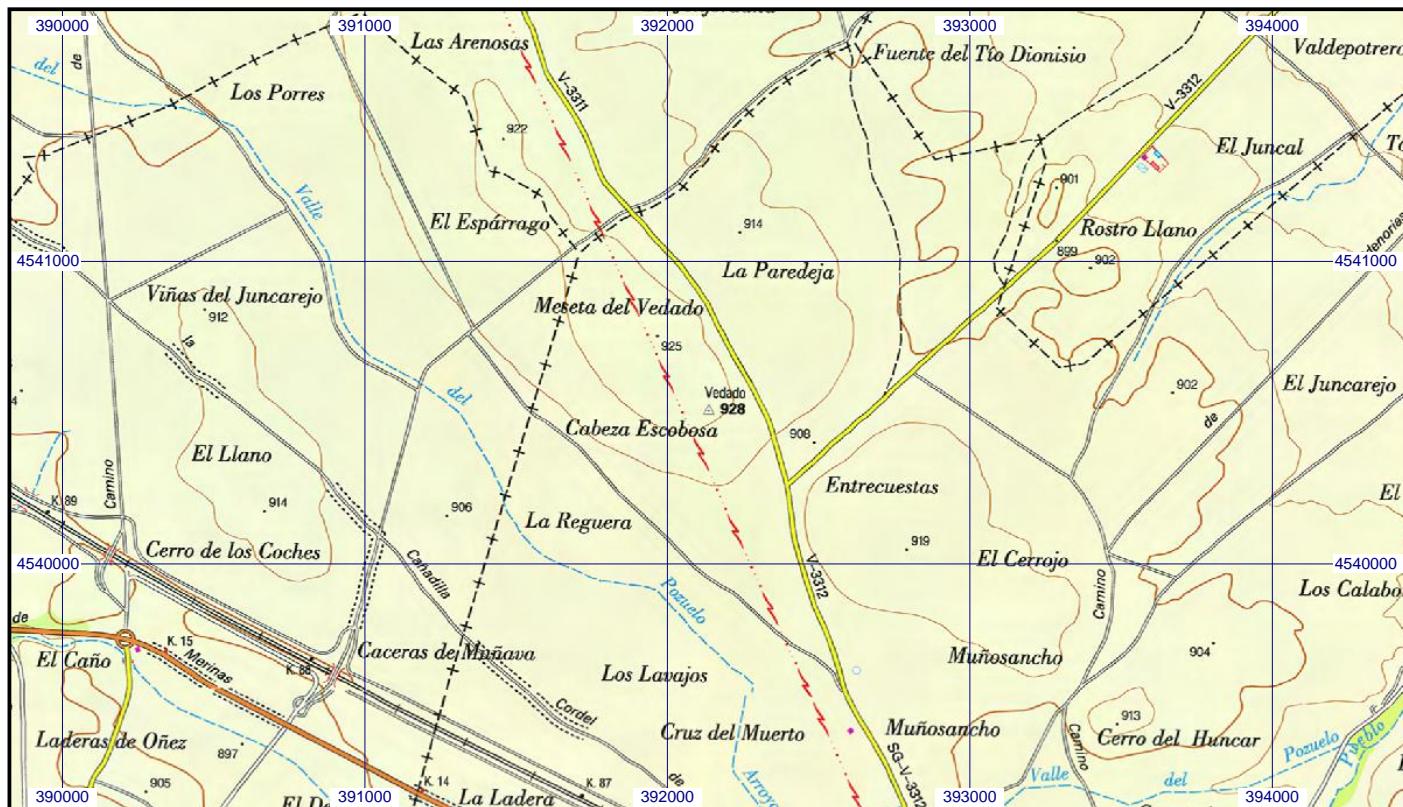 390000
391000
392000
393000
394000
Las Arenosas
Fuente del Tío Dionisio
Valdepotrero
de
del
Los Porres
V-3311
V-3312
922
El Juncal
901
Valle
El Espárrago
914
Rostro Llano
899
902
4541000
La Paredeja
4541000
Viñas del Juncarejo
912
Meseta del Vedado
la
925
902
El Juncarejo
Vedado
928
del
de
Cabeza Escobosa
908
El Llano
Camino
K. 89
914
906
Entrecuestas
El
La Reguera
919
Cerro de los Coches
El Cerrojo
4540000
4540000
Cañadilla
V-3312
Camino
Pozuelo
Los Calabo
de
K. 15
El Caño
Merinas
K. 88
Caceras de Muñava
Muñosancho
904
Los Lavajos
913
Laderas de Oñez
897
Cordel
Cruz del Muerto
Muñosancho
Camino
Cerro del Huncar
Pozuelo
Pueblo
905
K. 14
K. 87
de
Arroyo
SG-V-3312
Valle
del
La Ladera
390000
391000
392000
393000
394000